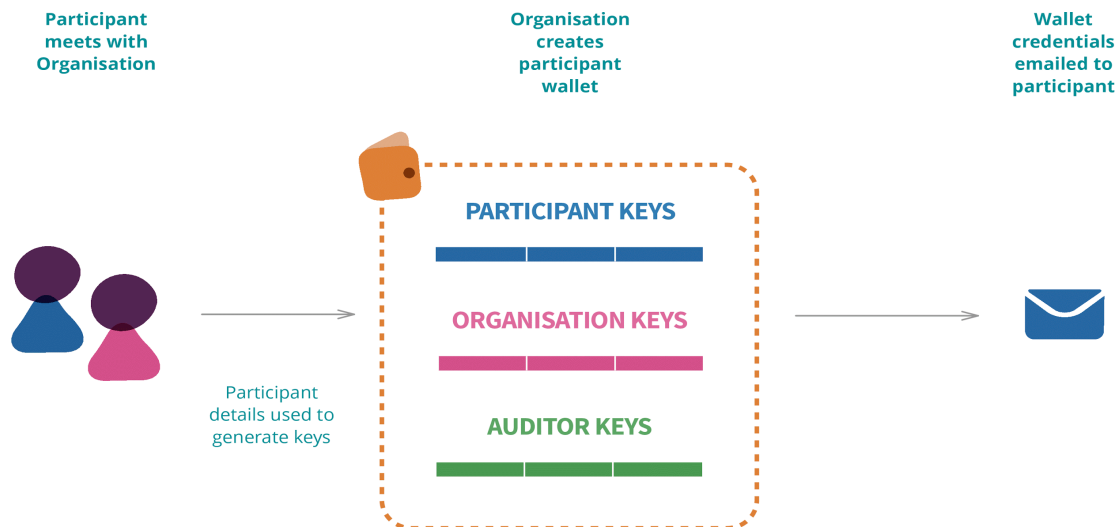 Participant
meets with
Organisation
Organisation
creates
participant
wallet
Wallet
credentials
emailed to
participant
PARTICIPANT KEYS
ORGANISATION KEYS
AUDITOR KEYS
Participant
details used to
generate keys